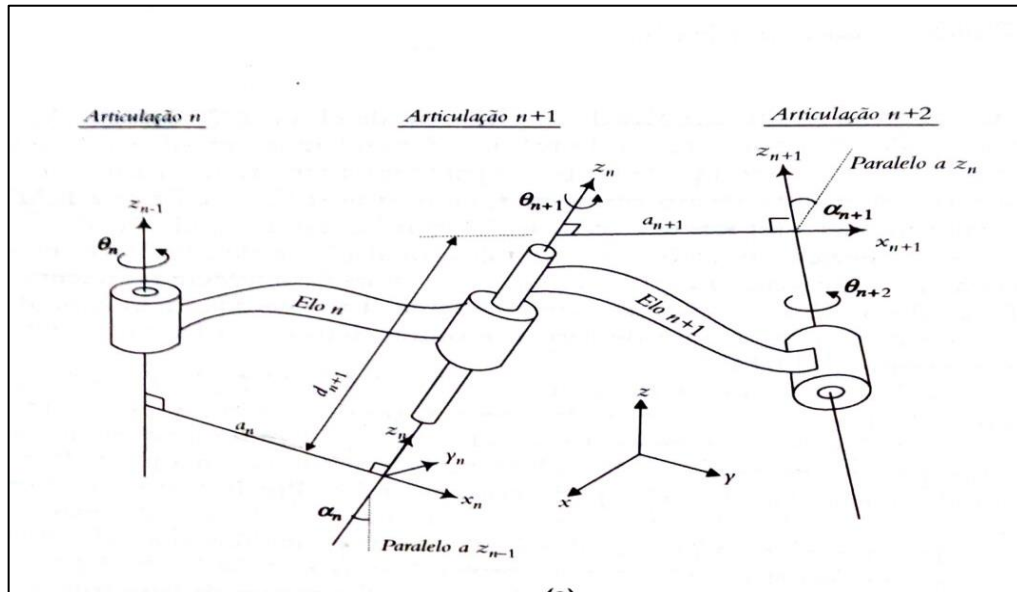 Articulação n
Articulação n+1
Articulação n+2
z_{n+1}
Paralelo a z_n
z_n
θ_{n+1}
α_{n+1}
a_{n+1}
x_{n+1}
z_{n-1}
θ_n
θ_{n+2}
Elo n
Elo n+1
d_{n+1}
a_n
z_n
y_n
x_n
α_n
Paralelo a z_{n-1}
z
x
y